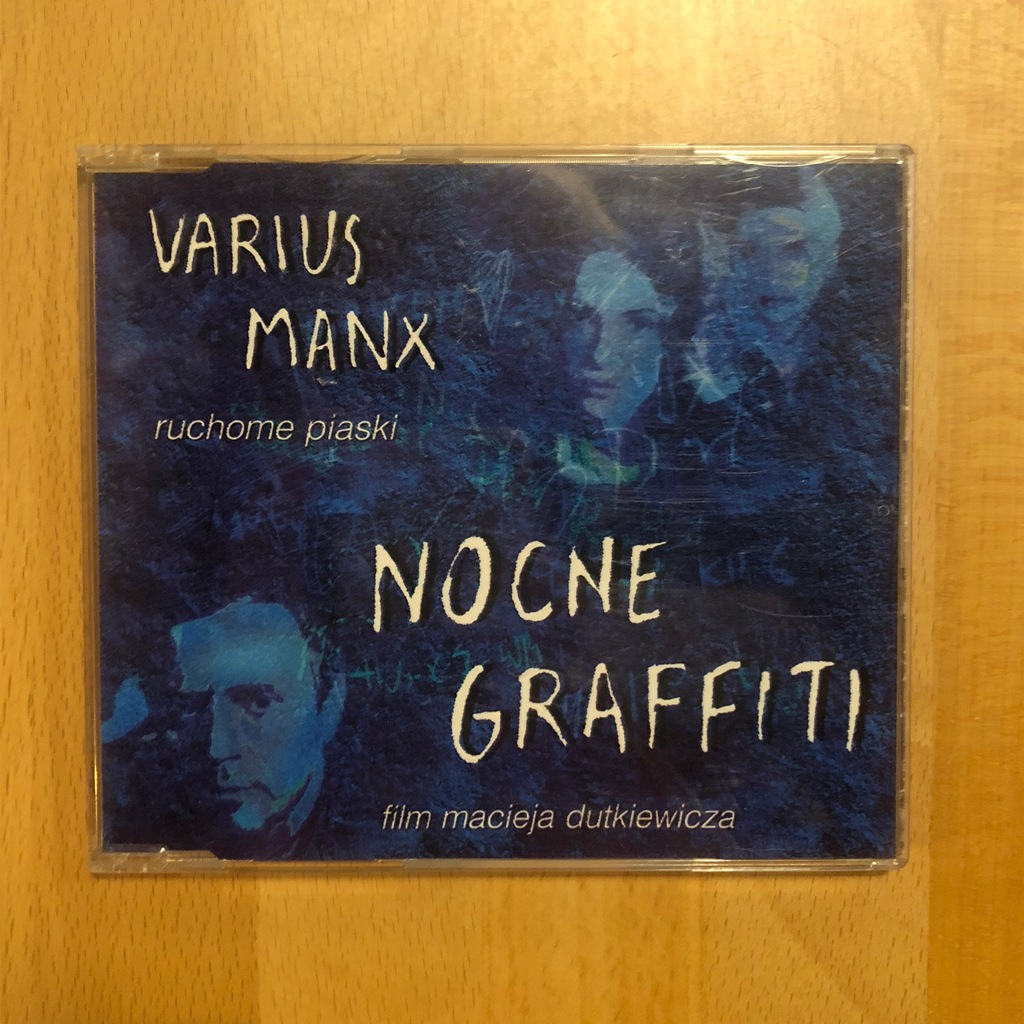 VARIUS
MANX
ruchome piaski
NOCNE
GRAFFITI
film macieja dutkiewicza